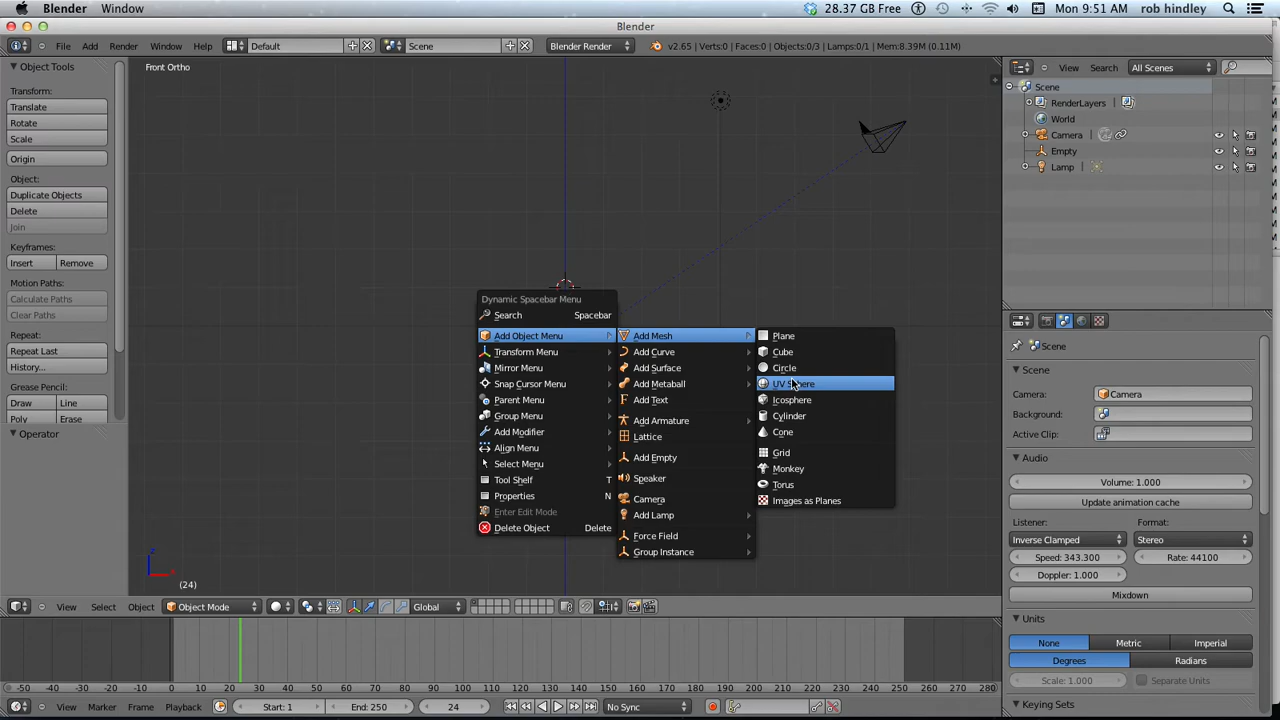 Blender File Edit View Window Help 28.37 GB Free Mon 9:51 AM rob hindley
Blender
File Add Render Window Help Default Scene Blender Render v2.65 | Verts:0 | Faces:0 | Objects:0/3 | Lamps:0/1 | Mem:8.39M (0.11M)
Object Tools
Transform:
Translate
Rotate
Scale
Origin
Object:
Duplicate Objects
Delete
Join
Keyframes:
Insert Remove
Motion Paths:
Calculate Paths
Clear Paths
Repeat:
Repeat Last
History...
Grease Pencil:
Draw Line
Poly Erase
Operator
Front Ortho
Dynamic Spacebar Menu
Search Spacebar
Add Object Menu
Transform Menu
Mirror Menu
Snap Cursor Menu
Parent Menu
Group Menu
Add Modifier
Align Menu
Select Menu
Tool Shelf T
Properties N
Enter Edit Mode
Delete Object Delete
Add Mesh
Add Curve
Add Surface
Add Metaball
Add Text
Add Armature
Lattice
Add Empty
Speaker
Camera
Add Lamp
Force Field
Group Instance
Plane
Cube
Circle
UV Sphere
Icosphere
Cylinder
Cone
Grid
Monkey
Torus
Images as Planes
z
x
(24)
View Select Object Object Mode Global
-50 -40 -30 -20 -10 0 10 20 30 40 50 60 70 80 90 100 110 120 130 140 150 160 170 180 190 200 210 220 230 240 250 260 270 280
View Marker Frame Playback Start: 1 End: 250 24 No Sync
View Search All Scenes
Scene
RenderLayers
World
Camera
Empty
Lamp
Scene
Scene
Camera: Camera
Background:
Active Clip:
Audio
Volume: 1.000
Update animation cache
Listener: Format:
Inverse Clamped Stereo
Speed: 343.300 Rate: 44100
Doppler: 1.000
Mixdown
Units
None Metric Imperial
Degrees Radians
Scale: 1.000 Separate Units
Keying Sets